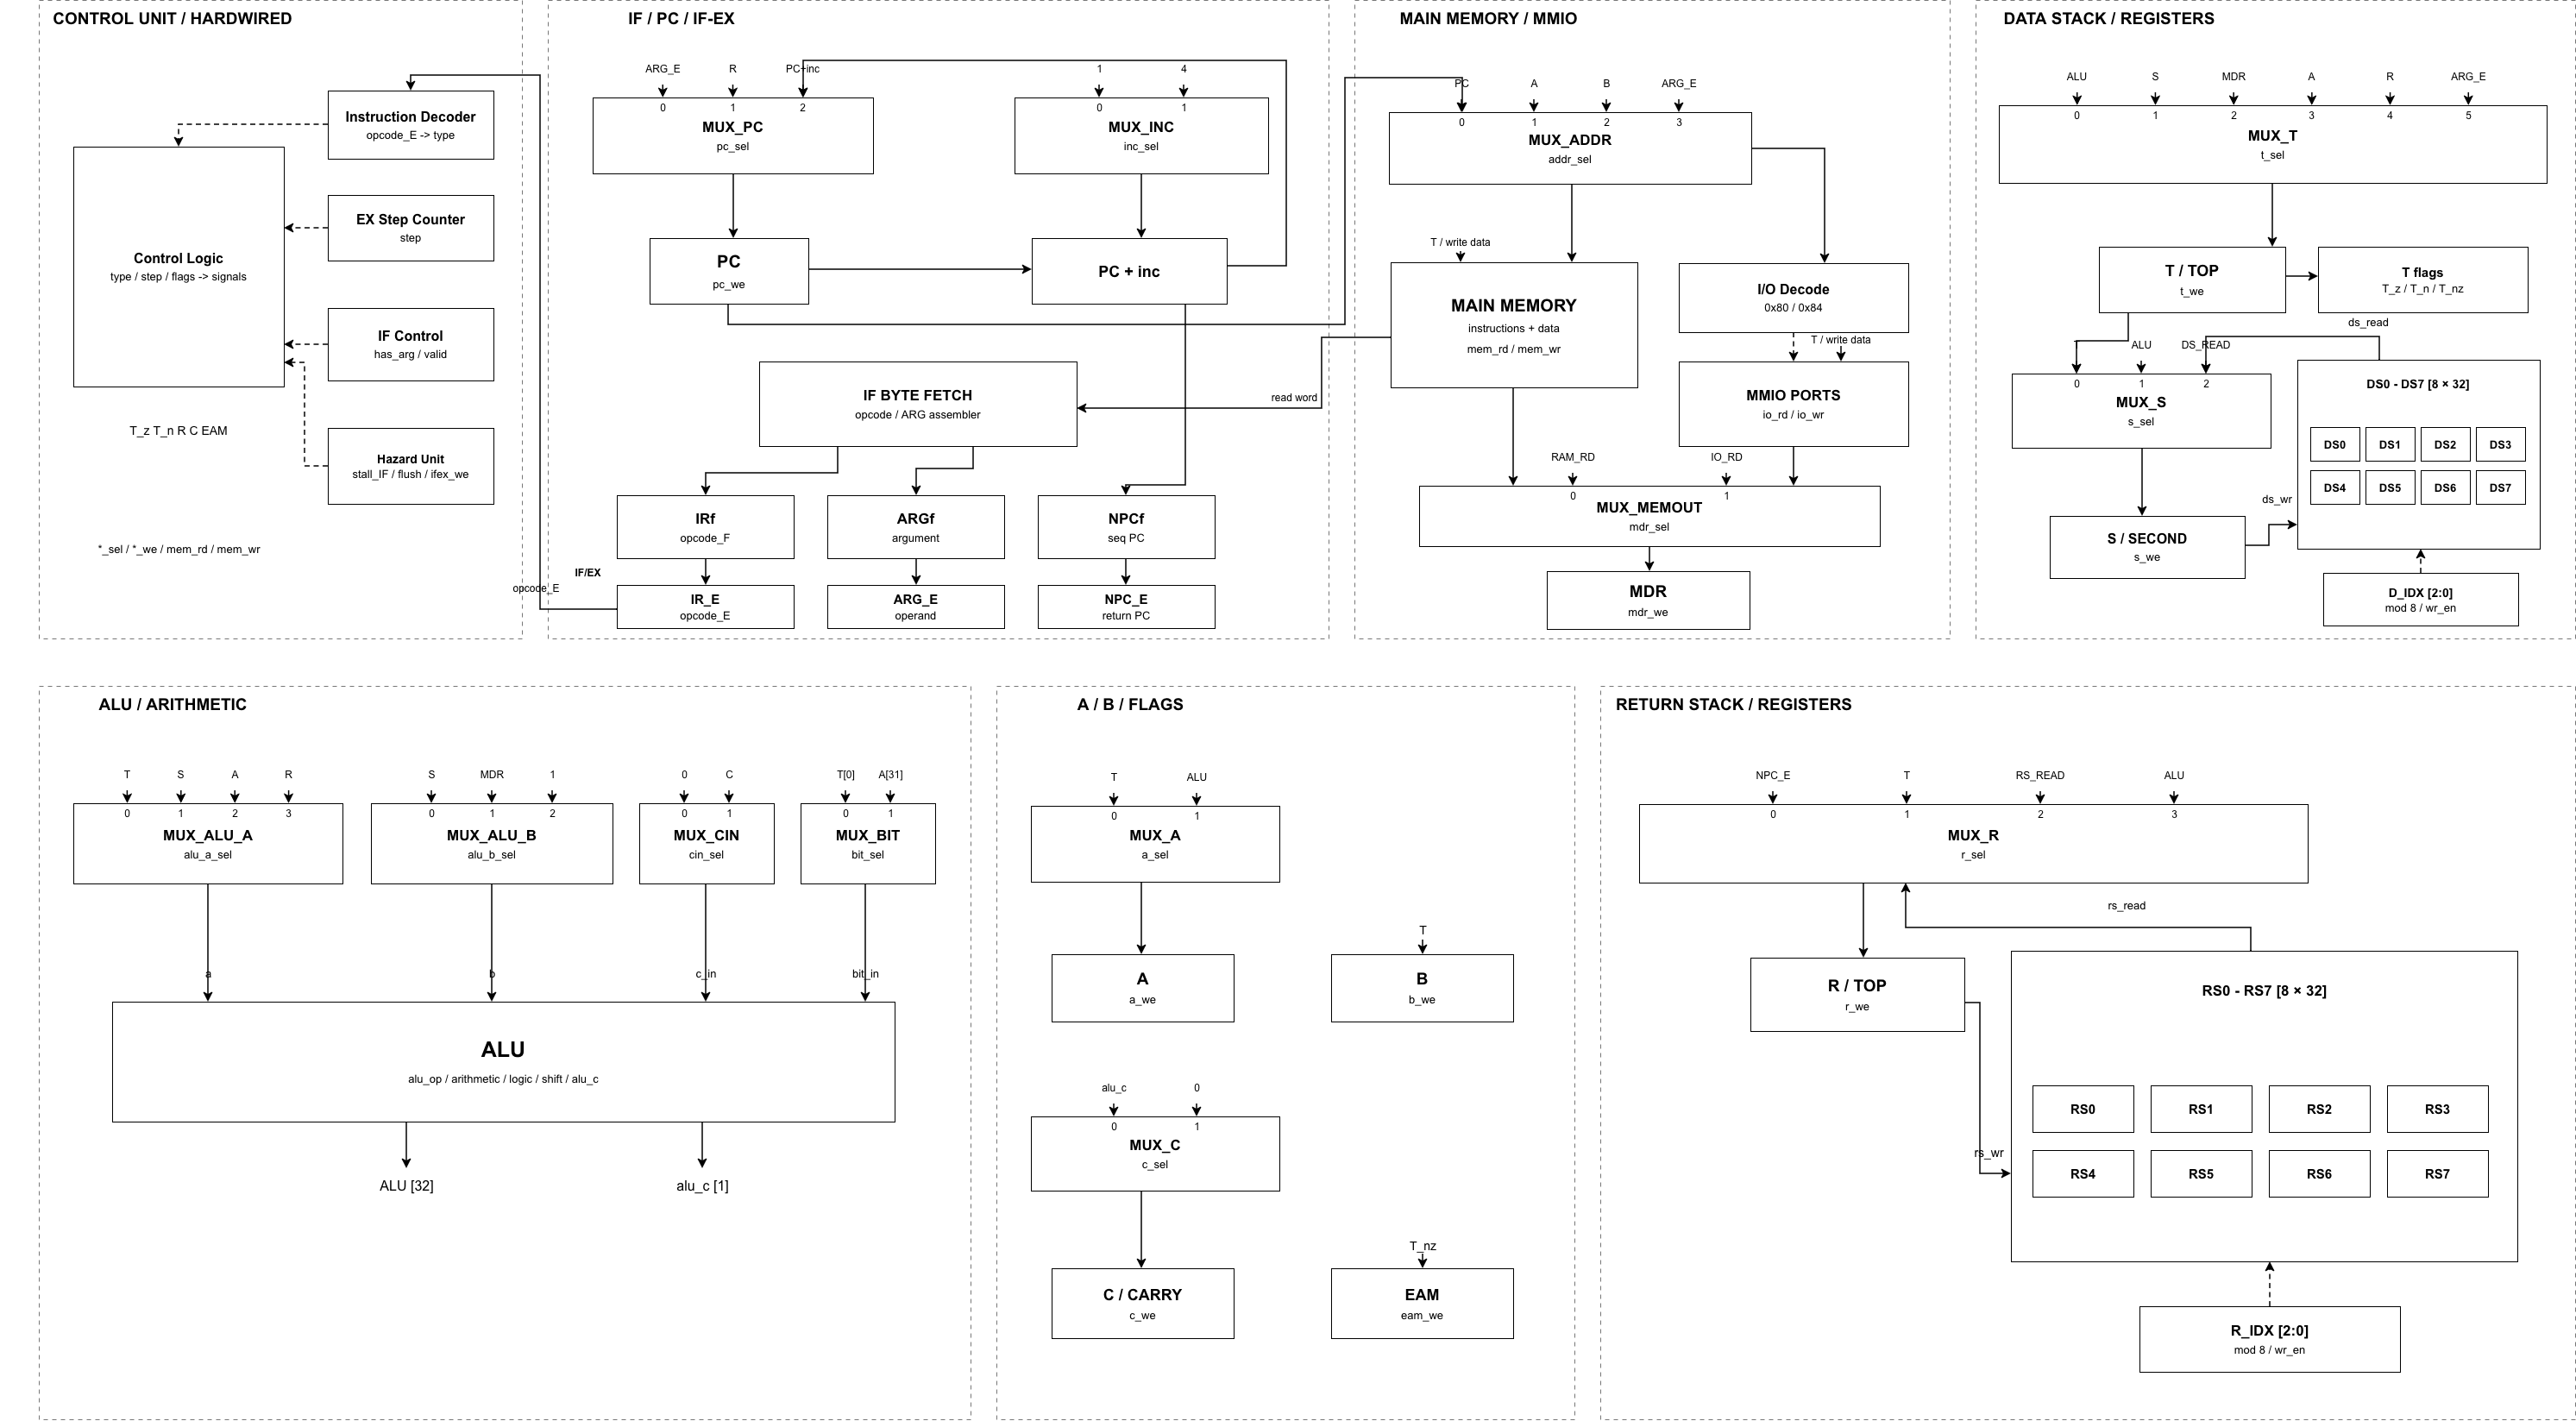 CONTROL UNIT / HARDWIRED
Instruction Decoder
opcode_E -> type
Control Logic
type / step / flags -> signals
EX Step Counter
step
IF Control
has_arg / valid
Hazard Unit
stall_IF / flush / ifex_we
T_z T_n R C EAM
*_sel / *_we / mem_rd / mem_wr
opcode_E
IF / PC / IF-EX
ARG_E R PC+inc
0 1 2
MUX_PC
pc_sel
1 4
0 1
MUX_INC
inc_sel
PC
pc_we
PC + inc
IF BYTE FETCH
opcode / ARG assembler
read word
IRf
opcode_F
ARGf
argument
NPCf
seq PC
IF/EX
IR_E
opcode_E
ARG_E
operand
NPC_E
return PC
MAIN MEMORY / MMIO
PC A B ARG_E
0 1 2 3
MUX_ADDR
addr_sel
T / write data
MAIN MEMORY
instructions + data
mem_rd / mem_wr
I/O Decode
0x80 / 0x84
T / write data
MMIO PORTS
io_rd / io_wr
RAM_RD IO_RD
0 1
MUX_MEMOUT
mdr_sel
MDR
mdr_we
DATA STACK / REGISTERS
ALU S MDR A R ARG_E
0 1 2 3 4 5
MUX_T
t_sel
T / TOP
t_we
T flags
T_z / T_n / T_nz
ds_read
T ALU DS_READ
0 1 2
MUX_S
s_sel
DS0 - DS7 [8 × 32]
DS0 DS1 DS2 DS3
DS4 DS5 DS6 DS7
ds_wr
S / SECOND
s_we
D_IDX [2:0]
mod 8 / wr_en
ALU / ARITHMETIC
T S A R
0 1 2 3
MUX_ALU_A
alu_a_sel
S MDR 1
0 1 2
MUX_ALU_B
alu_b_sel
0 C
0 1
MUX_CIN
cin_sel
T[0] A[31]
0 1
MUX_BIT
bit_sel
a b c_in bit_in
ALU
alu_op / arithmetic / logic / shift / alu_c
ALU [32]
alu_c [1]
A / B / FLAGS
T ALU
0 1
MUX_A
a_sel
A
a_we
T
B
b_we
alu_c 0
0 1
MUX_C
c_sel
C / CARRY
c_we
T_nz
EAM
eam_we
RETURN STACK / REGISTERS
NPC_E T RS_READ ALU
0 1 2 3
MUX_R
r_sel
rs_read
R / TOP
r_we
rs_wr
RS0 - RS7 [8 × 32]
RS0 RS1 RS2 RS3
RS4 RS5 RS6 RS7
R_IDX [2:0]
mod 8 / wr_en